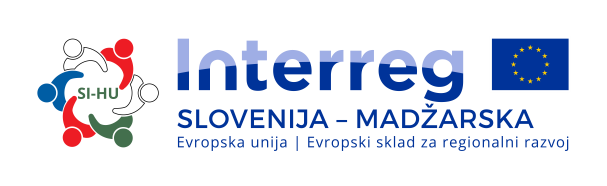 SI-HU
Interreg
SLOVENIJA – MADŽARSKA
Evropska unija | Evropski sklad za regionalni razvoj